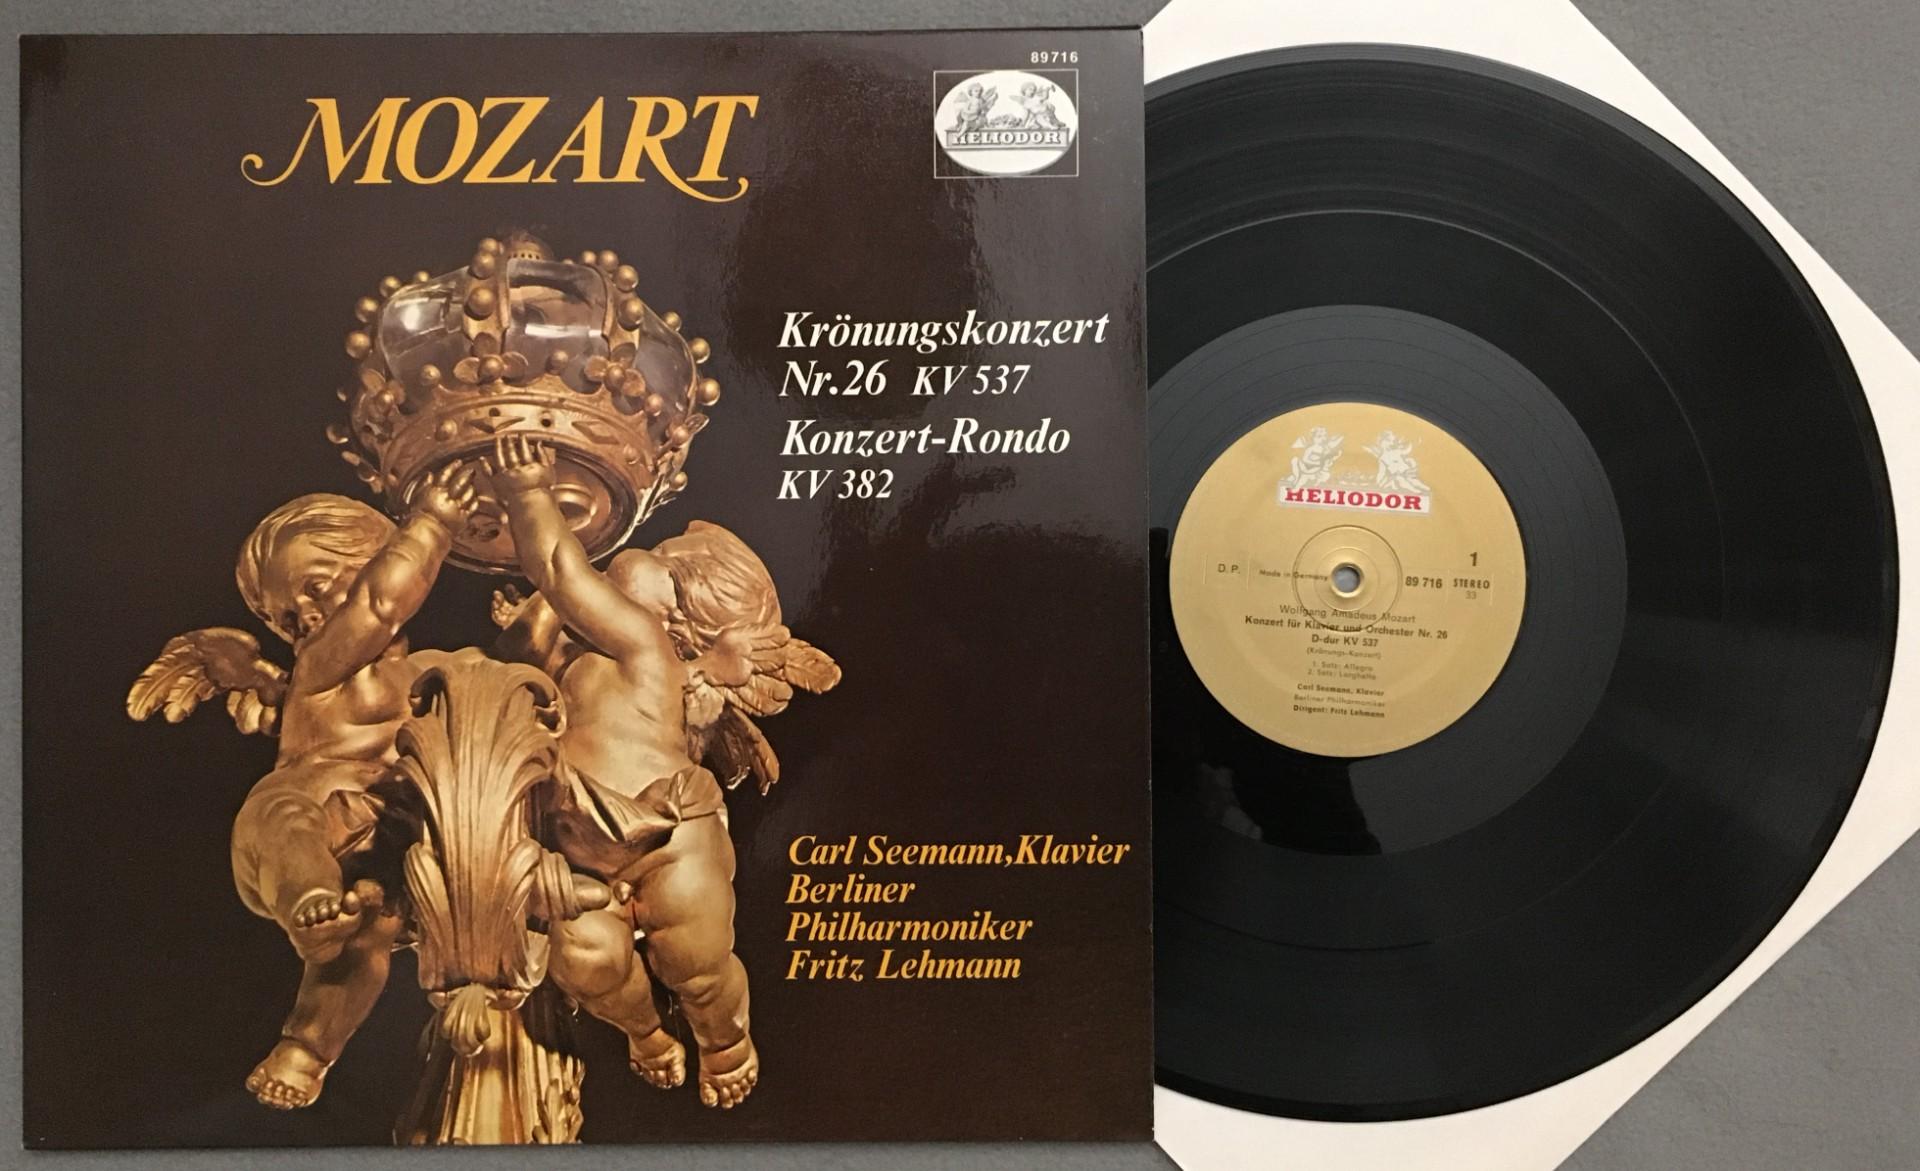 89716
HELIODOR
MOZART
Krönungskonzert
Nr.26 KV 537
Konzert-Rondo
KV 382
Carl Seemann,Klavier
Berliner
Philharmoniker
Fritz Lehmann
HELIODOR
1
D. P. Made in Germany 89 716 STEREO
33
Wolfgang Amadeus Mozart
Konzert für Klavier und Orchester Nr. 26
D-dur KV 537
(Krönungs-Konzert)
1. Satz: Allegro
2. Satz: Larghetto
Carl Seemann, Klavier
Berliner Philharmoniker
Dirigent: Fritz Lehmann